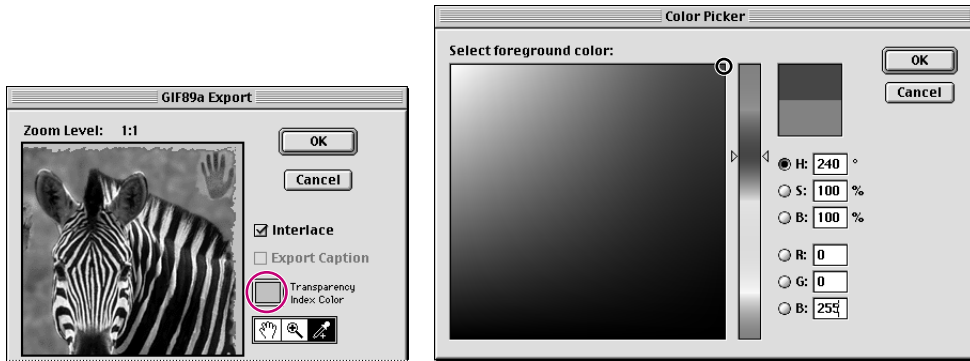 GIF89a Export
Zoom Level: 1:1
OK
Cancel
Interlace
Export Caption
Transparency
Index Color
Color Picker
Select foreground color:
OK
Cancel
H: 240 °
S: 100 %
B: 100 %
R: 0
G: 0
B: 255